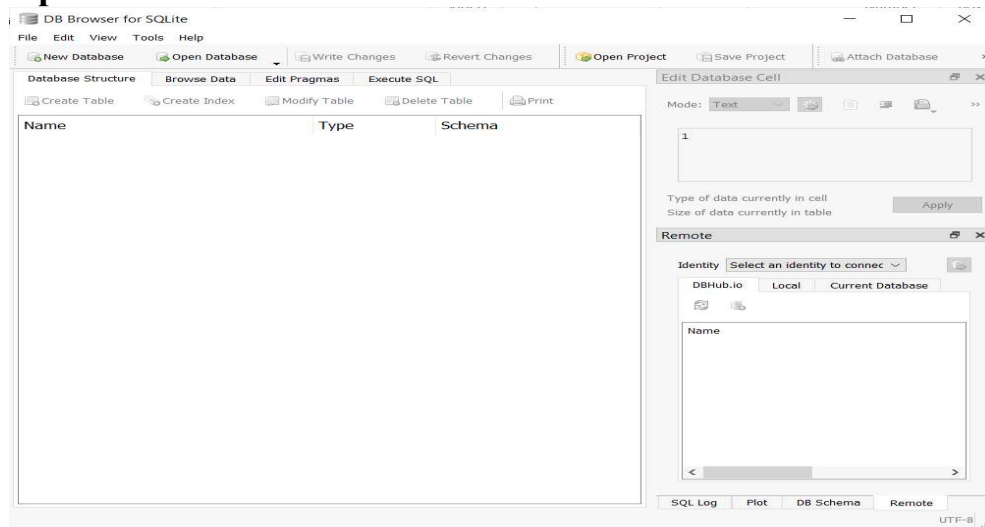 DB Browser for SQLite
File Edit View Tools Help
New Database Open Database Write Changes Revert Changes Open Project Save Project Attach Database »
Database Structure Browse Data Edit Pragmas Execute SQL
Create Table Create Index Modify Table Delete Table Print
Name Type Schema
Edit Database Cell
Mode: Text »
1
Type of data currently in cell
Size of data currently in table
Apply
Remote
Identity Select an identity to connec
DBHub.io Local Current Database
Name
SQL Log Plot DB Schema Remote
UTF-8